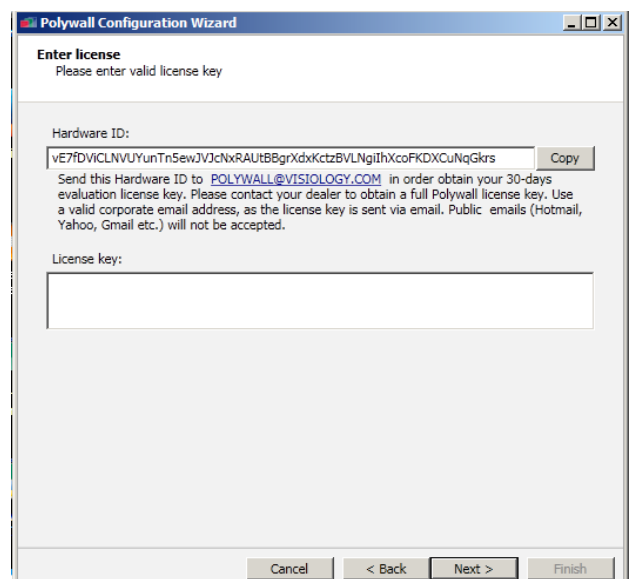 Polywall Configuration Wizard
Enter license
Please enter valid license key
Hardware ID:
vE7fDViCLNVUYunTn5ewJVJcNxRAUtBBgrXdxKctzBVLNgiIhXcoFKDXCuNqGkrs
Copy
Send this Hardware ID to POLYWALL@VISIOLOGY.COM in order obtain your 30-days
evaluation license key. Please contact your dealer to obtain a full Polywall license key. Use
a valid corporate email address, as the license key is sent via email. Public emails (Hotmail,
Yahoo, Gmail etc.) will not be accepted.
License key:
Cancel < Back Next > Finish